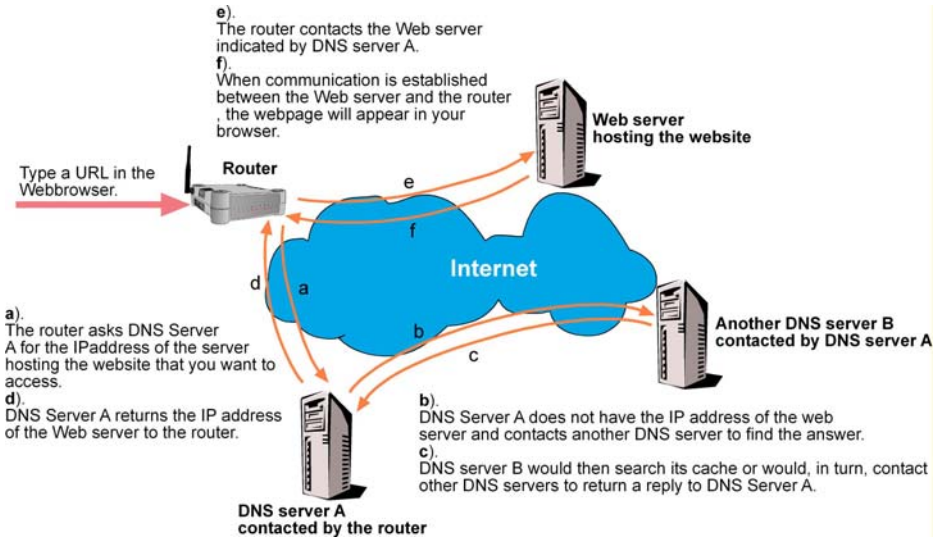 e).
The router contacts the Web server
indicated by DNS server A.
f).
When communication is established
between the Web server and the router
, the webpage will appear in your
browser.
Web server
hosting the website
Type a URL in the
Webbrowser.
Router
e
f
Internet
d
a
b
c
Another DNS server B
contacted by DNS server A
a).
The router asks DNS Server
A for the IPaddress of the server
hosting the website that you want to
access.
d).
DNS Server A returns the IP address
of the Web server to the router.
b).
DNS Server A does not have the IP address of the web
server and contacts another DNS server to find the answer.
c).
DNS server B would then search its cache or would, in turn, contact
other DNS servers to return a reply to DNS Server A.
DNS server A
contacted by the router